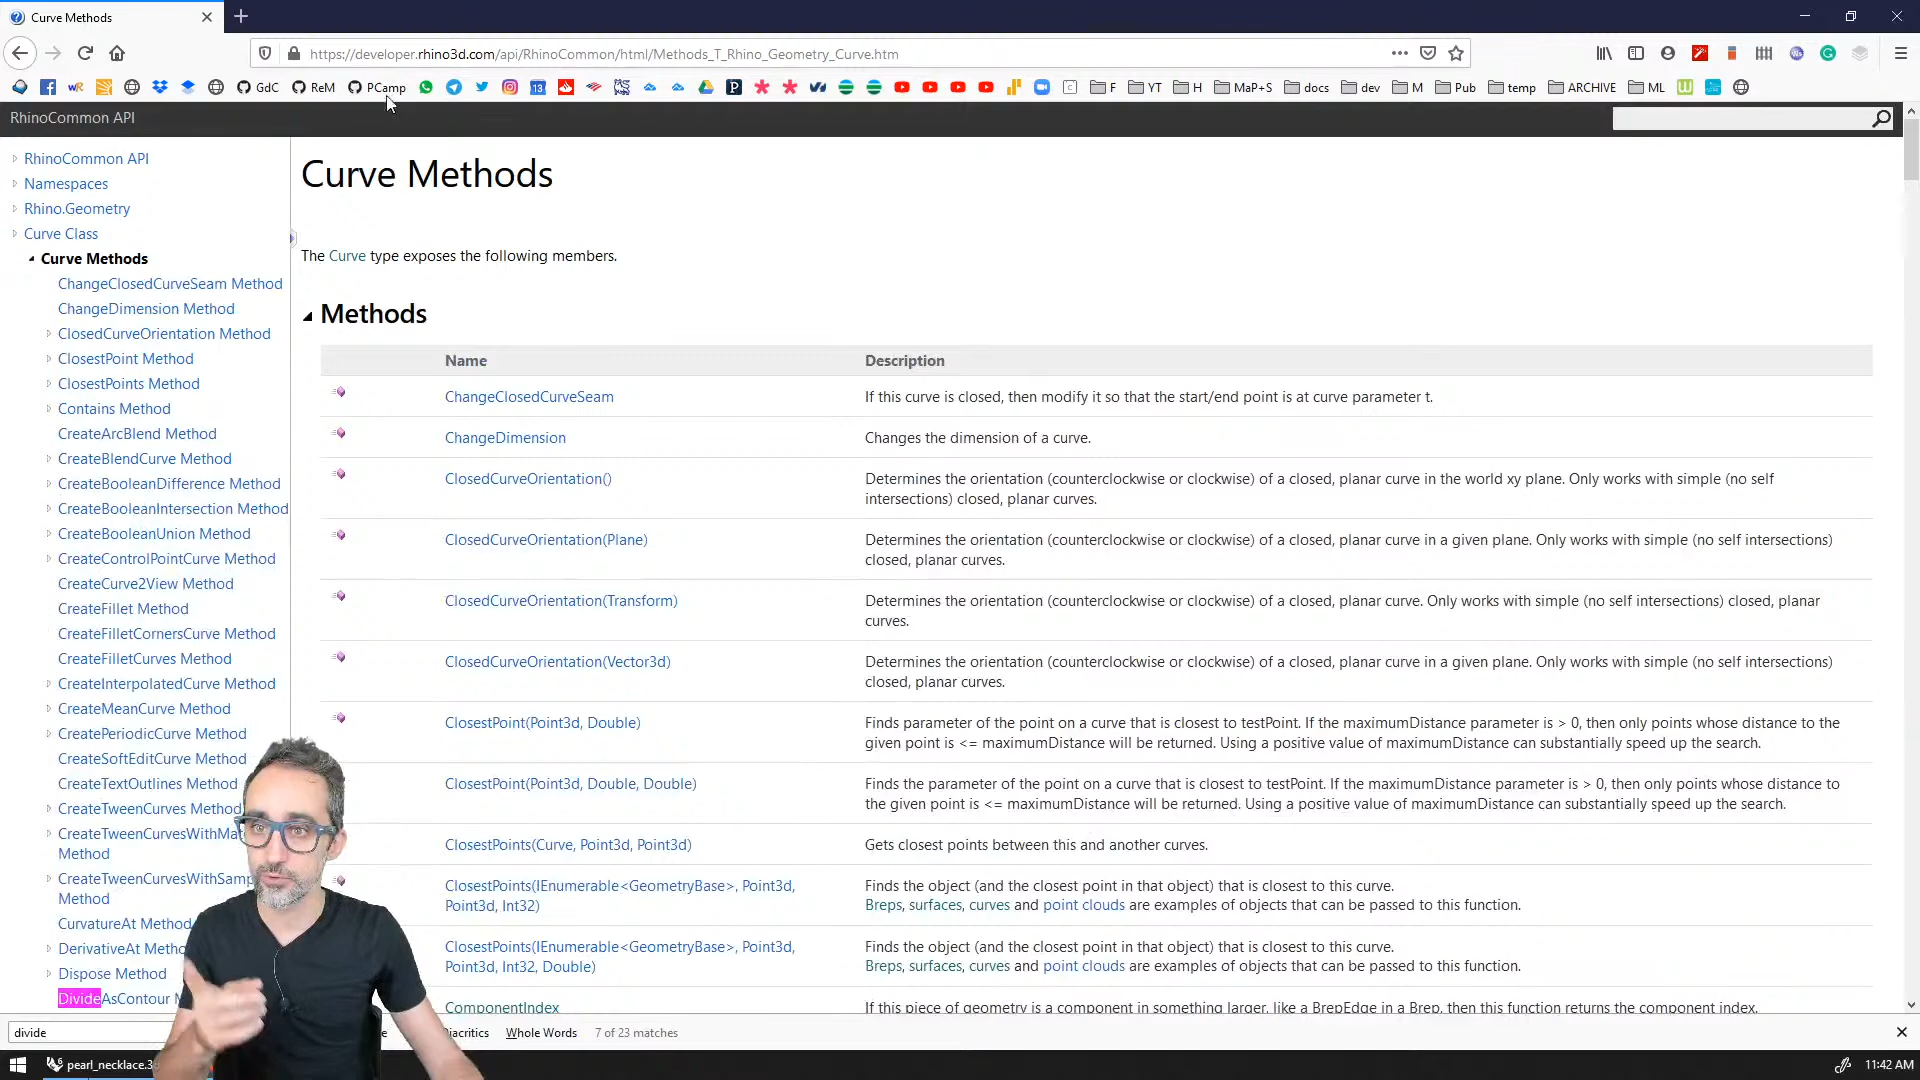 Curve Methods
https://developer.rhino3d.com/api/RhinoCommon/html/Methods_T_Rhino_Geometry_Curve.htm
GdC ReM PCamp 13 F YT H MaP+S docs dev M Pub temp ARCHIVE ML
RhinoCommon API
RhinoCommon API
Namespaces
Rhino.Geometry
Curve Class
Curve Methods
ChangeClosedCurveSeam Method
ChangeDimension Method
ClosedCurveOrientation Method
ClosestPoint Method
ClosestPoints Method
Contains Method
CreateArcBlend Method
CreateBlendCurve Method
CreateBooleanDifference Method
CreateBooleanIntersection Method
CreateBooleanUnion Method
CreateControlPointCurve Method
CreateCurve2View Method
CreateFillet Method
CreateFilletCornersCurve Method
CreateFilletCurves Method
CreateInterpolatedCurve Method
CreateMeanCurve Method
CreatePeriodicCurve Method
CreateSoftEditCurve Method
CreateTextOutlines Method
CreateTweenCurves Method
CreateTweenCurvesWithMat
Method
CreateTweenCurvesWithSamp
Method
CurvatureAt Method
DerivativeAt Metho
Dispose Method
DivideAsContour M
Curve Methods
The Curve type exposes the following members.
Methods
Name Description
ChangeClosedCurveSeam If this curve is closed, then modify it so that the start/end point is at curve parameter t.
ChangeDimension Changes the dimension of a curve.
ClosedCurveOrientation() Determines the orientation (counterclockwise or clockwise) of a closed, planar curve in the world xy plane. Only works with simple (no self
intersections) closed, planar curves.
ClosedCurveOrientation(Plane) Determines the orientation (counterclockwise or clockwise) of a closed, planar curve in a given plane. Only works with simple (no self intersections)
closed, planar curves.
ClosedCurveOrientation(Transform) Determines the orientation (counterclockwise or clockwise) of a closed, planar curve. Only works with simple (no self intersections) closed, planar
curves.
ClosedCurveOrientation(Vector3d) Determines the orientation (counterclockwise or clockwise) of a closed, planar curve in a given plane. Only works with simple (no self intersections)
closed, planar curves.
ClosestPoint(Point3d, Double) Finds parameter of the point on a curve that is closest to testPoint. If the maximumDistance parameter is > 0, then only points whose distance to the
given point is <= maximumDistance will be returned. Using a positive value of maximumDistance can substantially speed up the search.
ClosestPoint(Point3d, Double, Double) Finds the parameter of the point on a curve that is closest to testPoint. If the maximumDistance parameter is > 0, then only points whose distance to
the given point is <= maximumDistance will be returned. Using a positive value of maximumDistance can substantially speed up the search.
ClosestPoints(Curve, Point3d, Point3d) Gets closest points between this and another curves.
ClosestPoints(IEnumerable<GeometryBase>, Point3d, Finds the object (and the closest point in that object) that is closest to this curve.
Point3d, Int32) Breps, surfaces, curves and point clouds are examples of objects that can be passed to this function.
ClosestPoints(IEnumerable<GeometryBase>, Point3d, Finds the object (and the closest point in that object) that is closest to this curve.
Point3d, Int32, Double) Breps, surfaces, curves and point clouds are examples of objects that can be passed to this function.
ComponentIndex If this piece of geometry is a component in something larger, like a BrepEdge in a Brep, then this function returns the component index.
divide e iacritics Whole Words 7 of 23 matches
pearl_necklace.3 11:42 AM